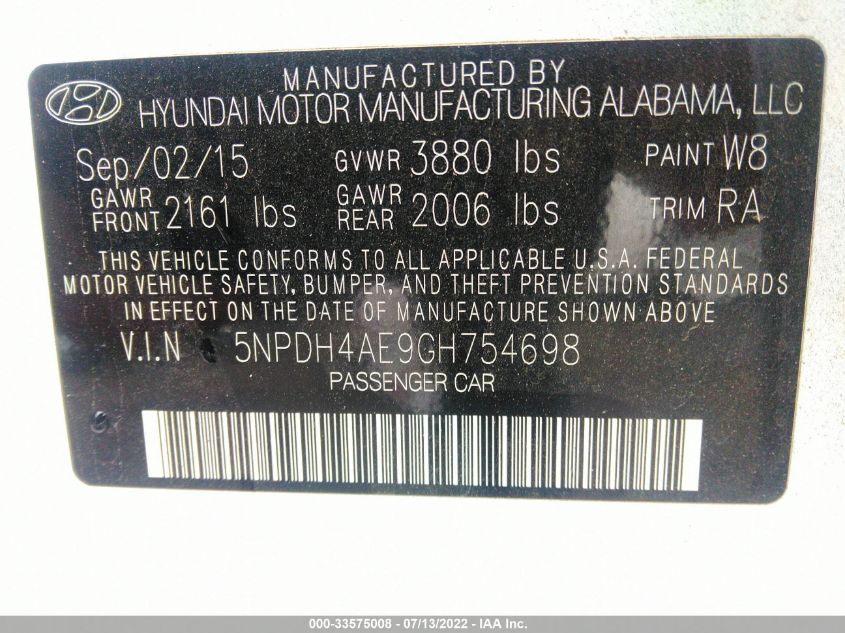 MANUFACTURED BY
HYUNDAI MOTOR MANUFACTURING ALABAMA, LLC
Sep/02/15 GVWR 3880 lbs PAINT W8
GAWR FRONT 2161 lbs GAWR REAR 2006 lbs TRIM RA
THIS VEHICLE CONFORMS TO ALL APPLICABLE U.S.A. FEDERAL
MOTOR VEHICLE SAFETY, BUMPER, AND THEFT PREVENTION STANDARDS
IN EFFECT ON THE DATE OF MANUFACTURE SHOWN ABOVE
V.I.N 5NPDH4AE9GH754698
PASSENGER CAR
000-33575008 - 07/13/2022 - IAA Inc.